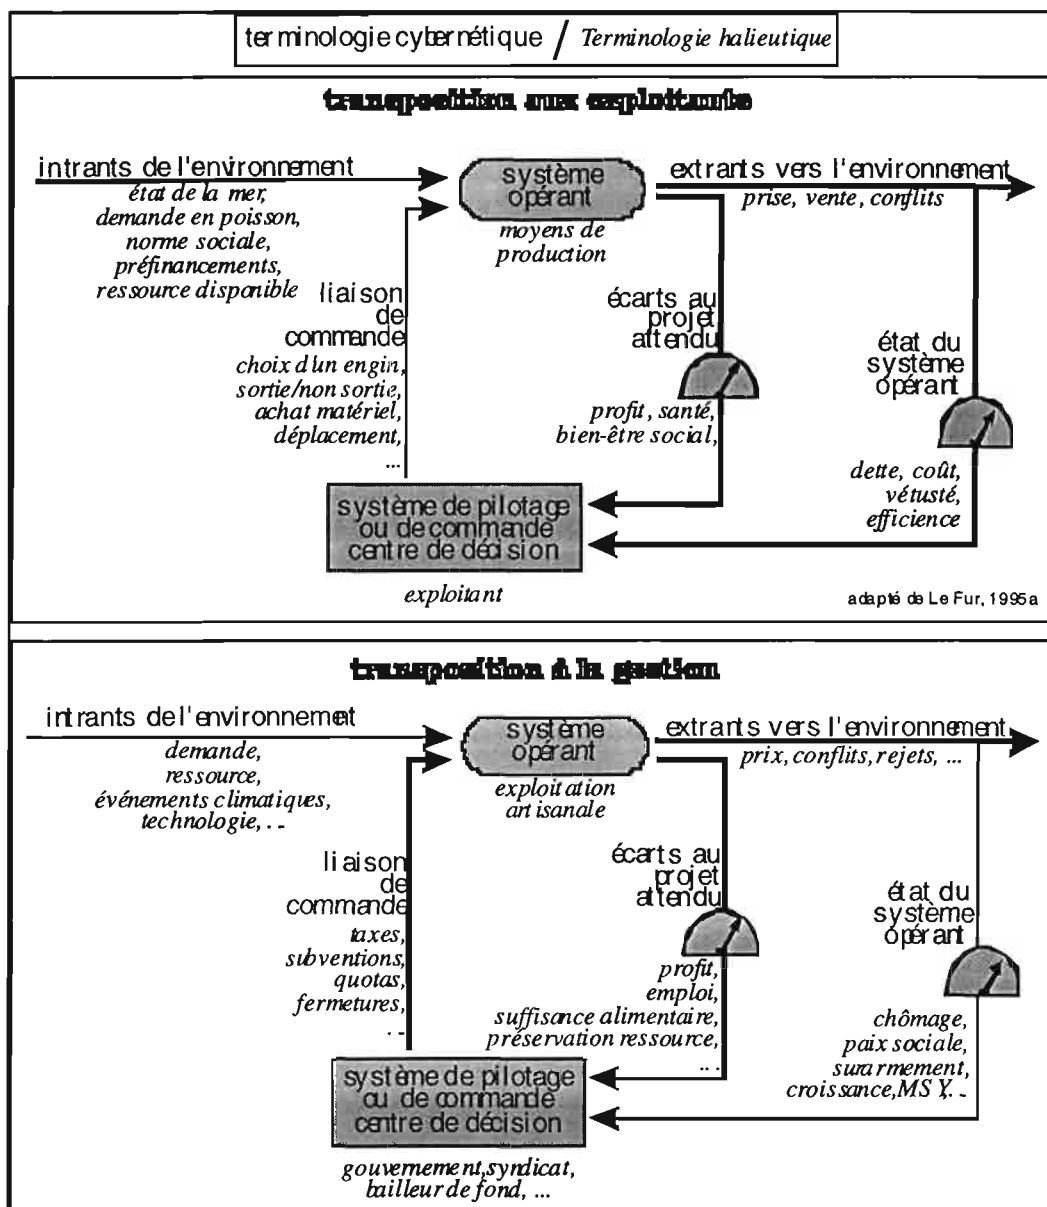 terminologie cybernétique / Terminologie halieutique
transposition aux exploitants
intrants de l'environnement
état de la mer,
demande en poisson,
norme sociale,
préfinancements,
ressource disponible
système
opérant
moyens de
production
extrants vers l'environnement
prise, vente, conflits
liaison
de
commande
choix d'un engin,
sortie/non sortie,
achat matériel,
déplacement,
...
écarts au
projet
attendu
profit, santé,
bien-être social,
état du
système
opérant
dette, coût,
vétusté,
efficience
système de pilotage
ou de commande
centre de décision
exploitant
adapté de Le Fur, 1995a
transposition à la gestion
intrants de l'environnement
demande,
ressource,
événements climatiques,
technologie, ...
système
opérant
exploitation
artisanale
extrants vers l'environnement
prix, conflits, rejets, ...
liaison
de
commande
taxes,
subventions,
quotas,
fermetures,
...
écarts au
projet
attendu
profit,
emploi,
suffisance alimentaire,
préservation ressource,
...
état du
système
opérant
chômage,
paix sociale,
surarmement,
croissance, MSY, ...
système de pilotage
ou de commande
centre de décision
gouvernement, syndicat,
bailleur de fond, ...